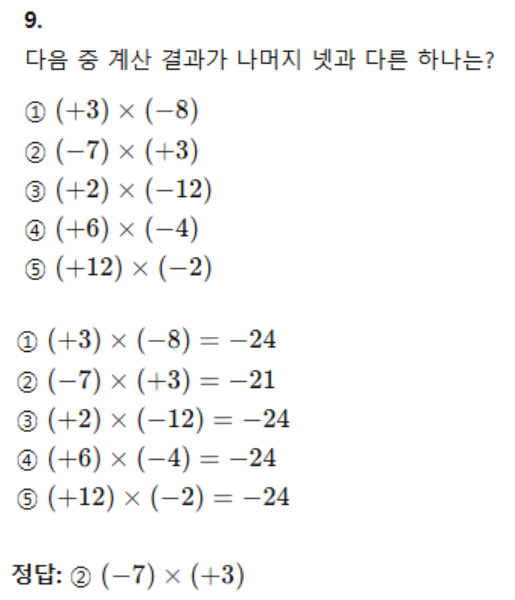 9.
다음 중 계산 결과가 나머지 넷과 다른 하나는?
① (+3) × (−8)
② (−7) × (+3)
③ (+2) × (−12)
④ (+6) × (−4)
⑤ (+12) × (−2)
① (+3) × (−8) = −24
② (−7) × (+3) = −21
③ (+2) × (−12) = −24
④ (+6) × (−4) = −24
⑤ (+12) × (−2) = −24
정답: ② (−7) × (+3)